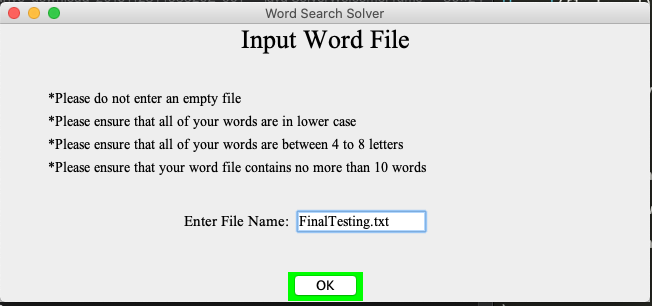 Word Search Solver
Input Word File
*Please do not enter an empty file
*Please ensure that all of your words are in lower case
*Please ensure that all of your words are between 4 to 8 letters
*Please ensure that your word file contains no more than 10 words
Enter File Name: FinalTesting.txt
OK